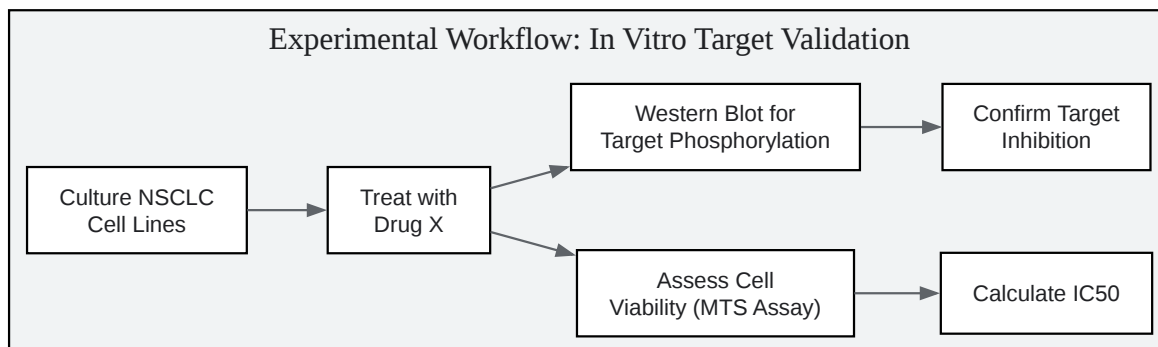 Experimental Workflow: In Vitro Target Validation
Culture NSCLC
Cell Lines
Treat with
Drug X
Western Blot for
Target Phosphorylation
Confirm Target
Inhibition
Assess Cell
Viability (MTS Assay)
Calculate IC50